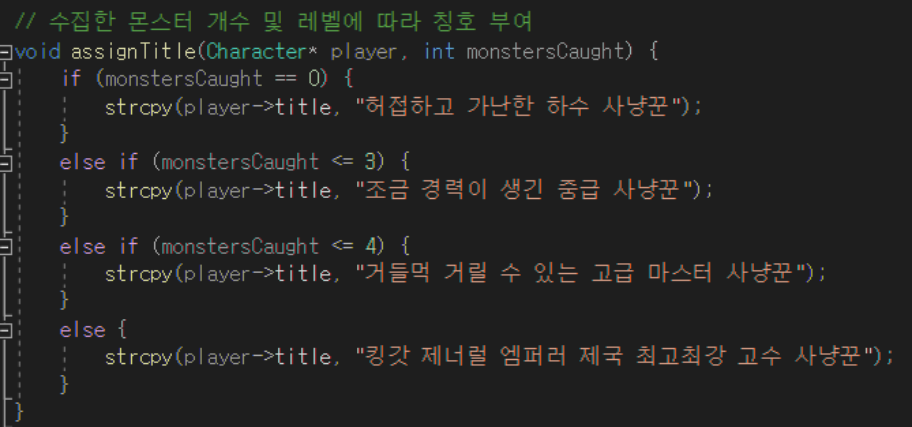 // 수집한 몬스터 개수 및 레벨에 따라 칭호 부여
void assignTitle(Character* player, int monstersCaught) {
    if (monstersCaught == 0) {
        strcpy(player->title, "허접하고 가난한 하수 사냥꾼");
    }
    else if (monstersCaught <= 3) {
        strcpy(player->title, "조금 경력이 생긴 중급 사냥꾼");
    }
    else if (monstersCaught <= 4) {
        strcpy(player->title, "거들먹 거릴 수 있는 고급 마스터 사냥꾼");
    }
    else {
        strcpy(player->title, "킹갓 제너럴 엠퍼러 제국 최고최강 고수 사냥꾼");
    }
}